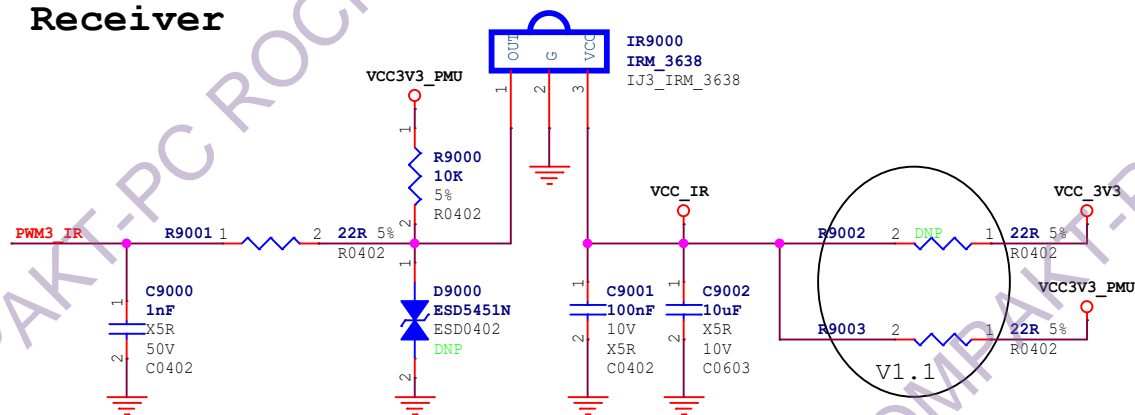 Receiver
OUT
G
VCC
1
2
3
IR9000
IRM_3638
IJ3_IRM_3638
VCC3V3_PMU
1
R9000
10K
5%
R0402
2
PWM3_IR
R9001 1 2 22R 5%
R0402
1
C9000
1nF
X5R
50V
C0402
2
1
D9000
ESD5451N
ESD0402
DNP
2
VCC_IR
1
C9001
100nF
10V
X5R
C0402
2
1
C9002
10uF
X5R
10V
C0603
2
VCC_3V3
R9002 2 DNP 1 22R 5%
R0402
VCC3V3_PMU
R9003 2 1 22R 5%
R0402
V1.1